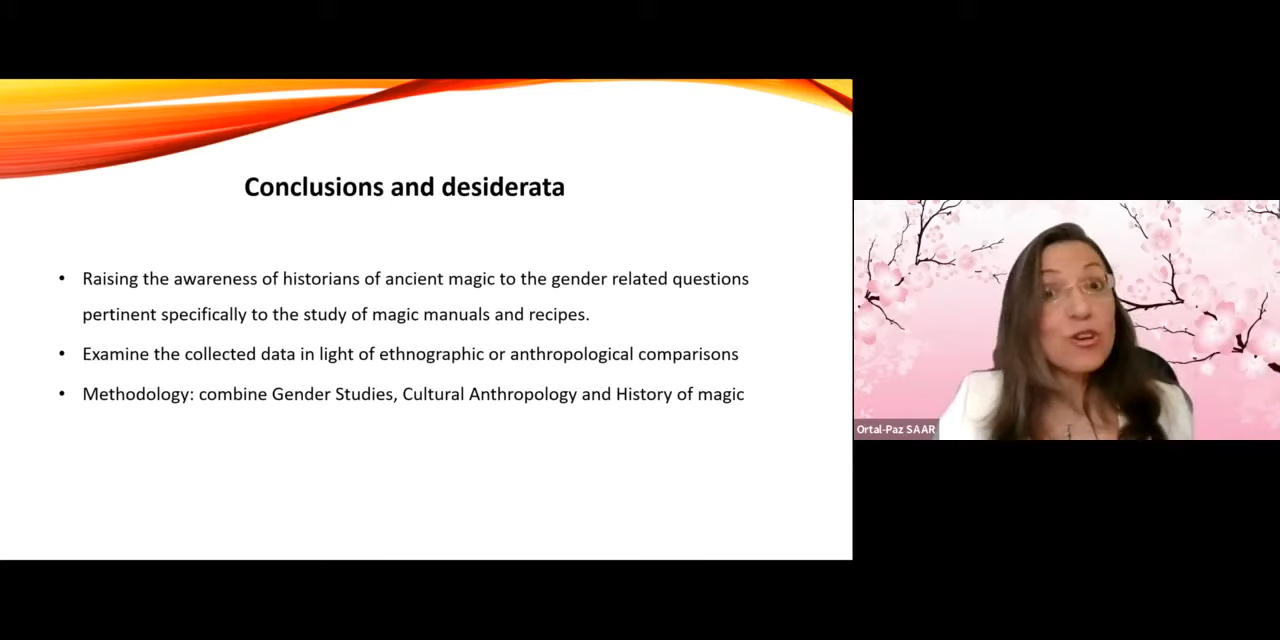 Conclusions and desiderata
• Raising the awareness of historians of ancient magic to the gender related questions
pertinent specifically to the study of magic manuals and recipes.
• Examine the collected data in light of ethnographic or anthropological comparisons
• Methodology: combine Gender Studies, Cultural Anthropology and History of magic
Ortal-Paz SAAR